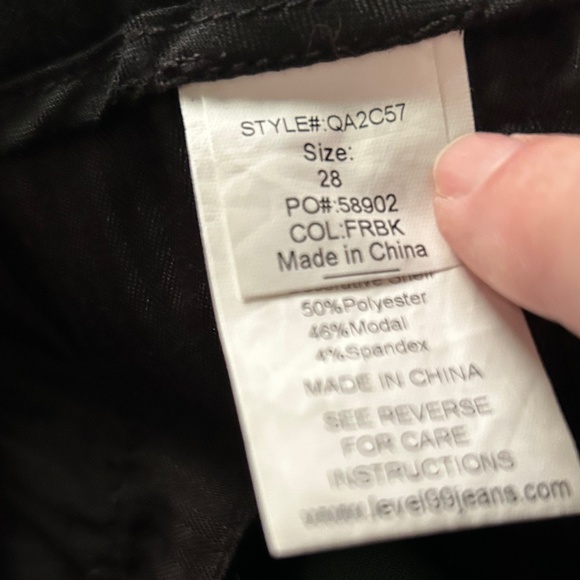 STYLE#:QA2C57
Size:
28
PO#:58902
COL:FRBK
Made in China
Shell
50%Polyester
46%Modal
4%Spandex
MADE IN CHINA
SEE REVERSE
FOR CARE
INSTRUCTIONS
www.level99jeans.com